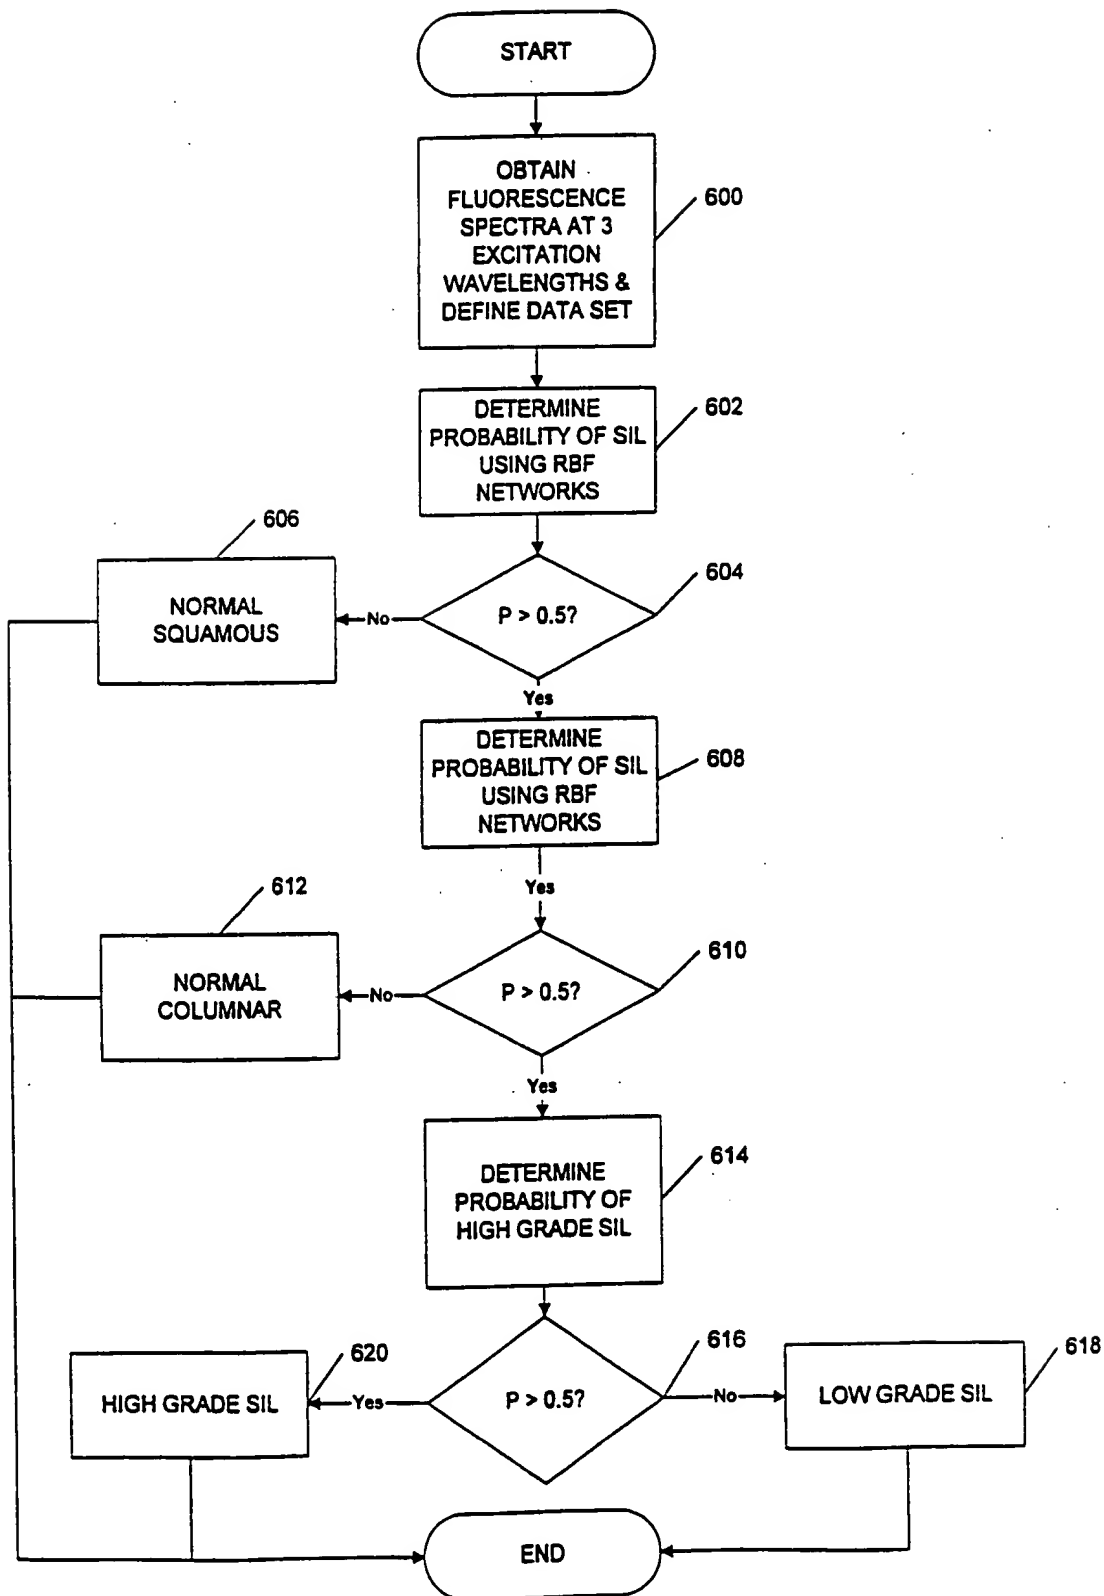 START
OBTAIN
FLUORESCENCE
SPECTRA AT 3
EXCITATION
WAVELENGTHS &
DEFINE DATA SET
600
DETERMINE
PROBABILITY OF SIL
USING RBF
NETWORKS
602
606
NORMAL
SQUAMOUS
No
P > 0.5?
604
Yes
DETERMINE
PROBABILITY OF SIL
USING RBF
NETWORKS
608
Yes
612
NORMAL
COLUMNAR
No
P > 0.5?
610
Yes
DETERMINE
PROBABILITY OF
HIGH GRADE SIL
614
HIGH GRADE SIL
620
Yes
P > 0.5?
616
No
LOW GRADE SIL
618
END